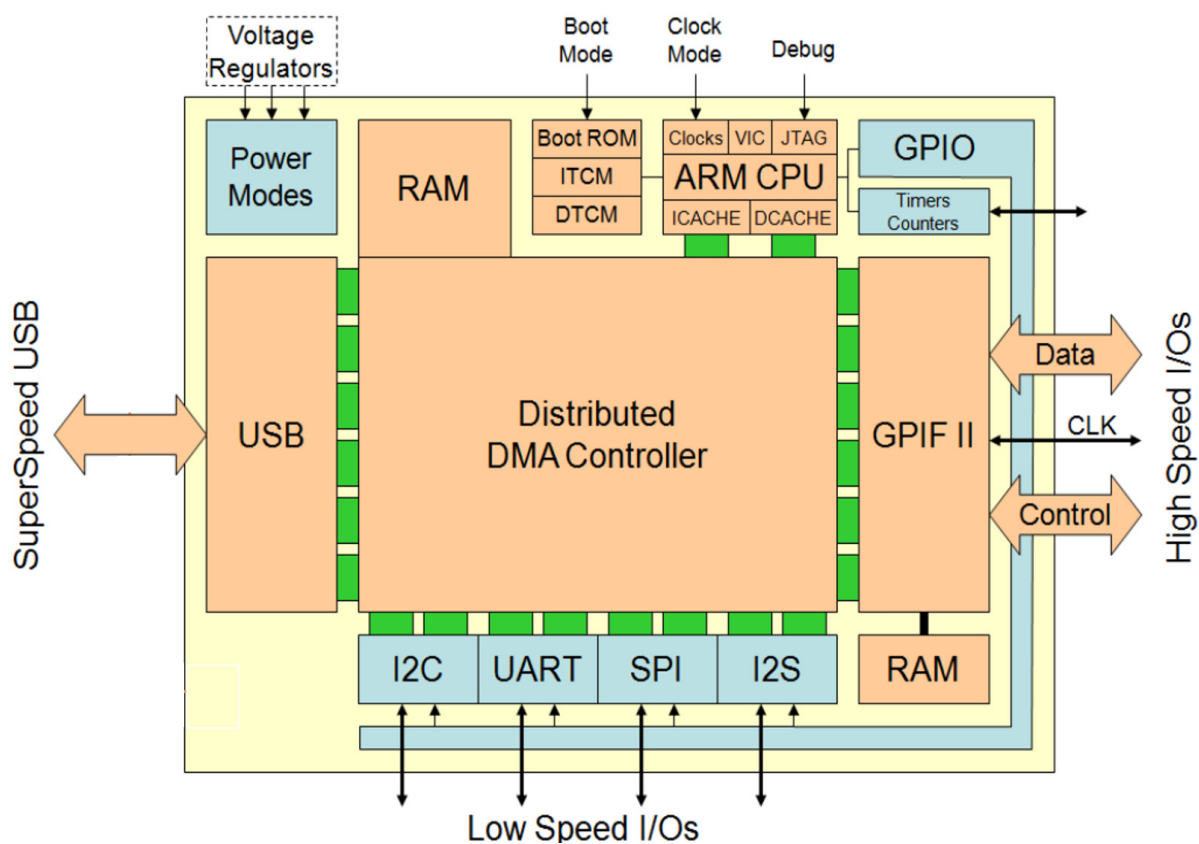 Voltage
Regulators
Boot
Mode
Clock
Mode
Debug
Power
Modes
RAM
Boot ROM
ITCM
DTCM
Clocks
VIC
JTAG
ARM CPU
ICACHE
DCACHE
GPIO
Timers
Counters
SuperSpeed USB
USB
Distributed
DMA Controller
GPIF II
Data
CLK
Control
High Speed I/Os
I2C
UART
SPI
I2S
RAM
Low Speed I/Os